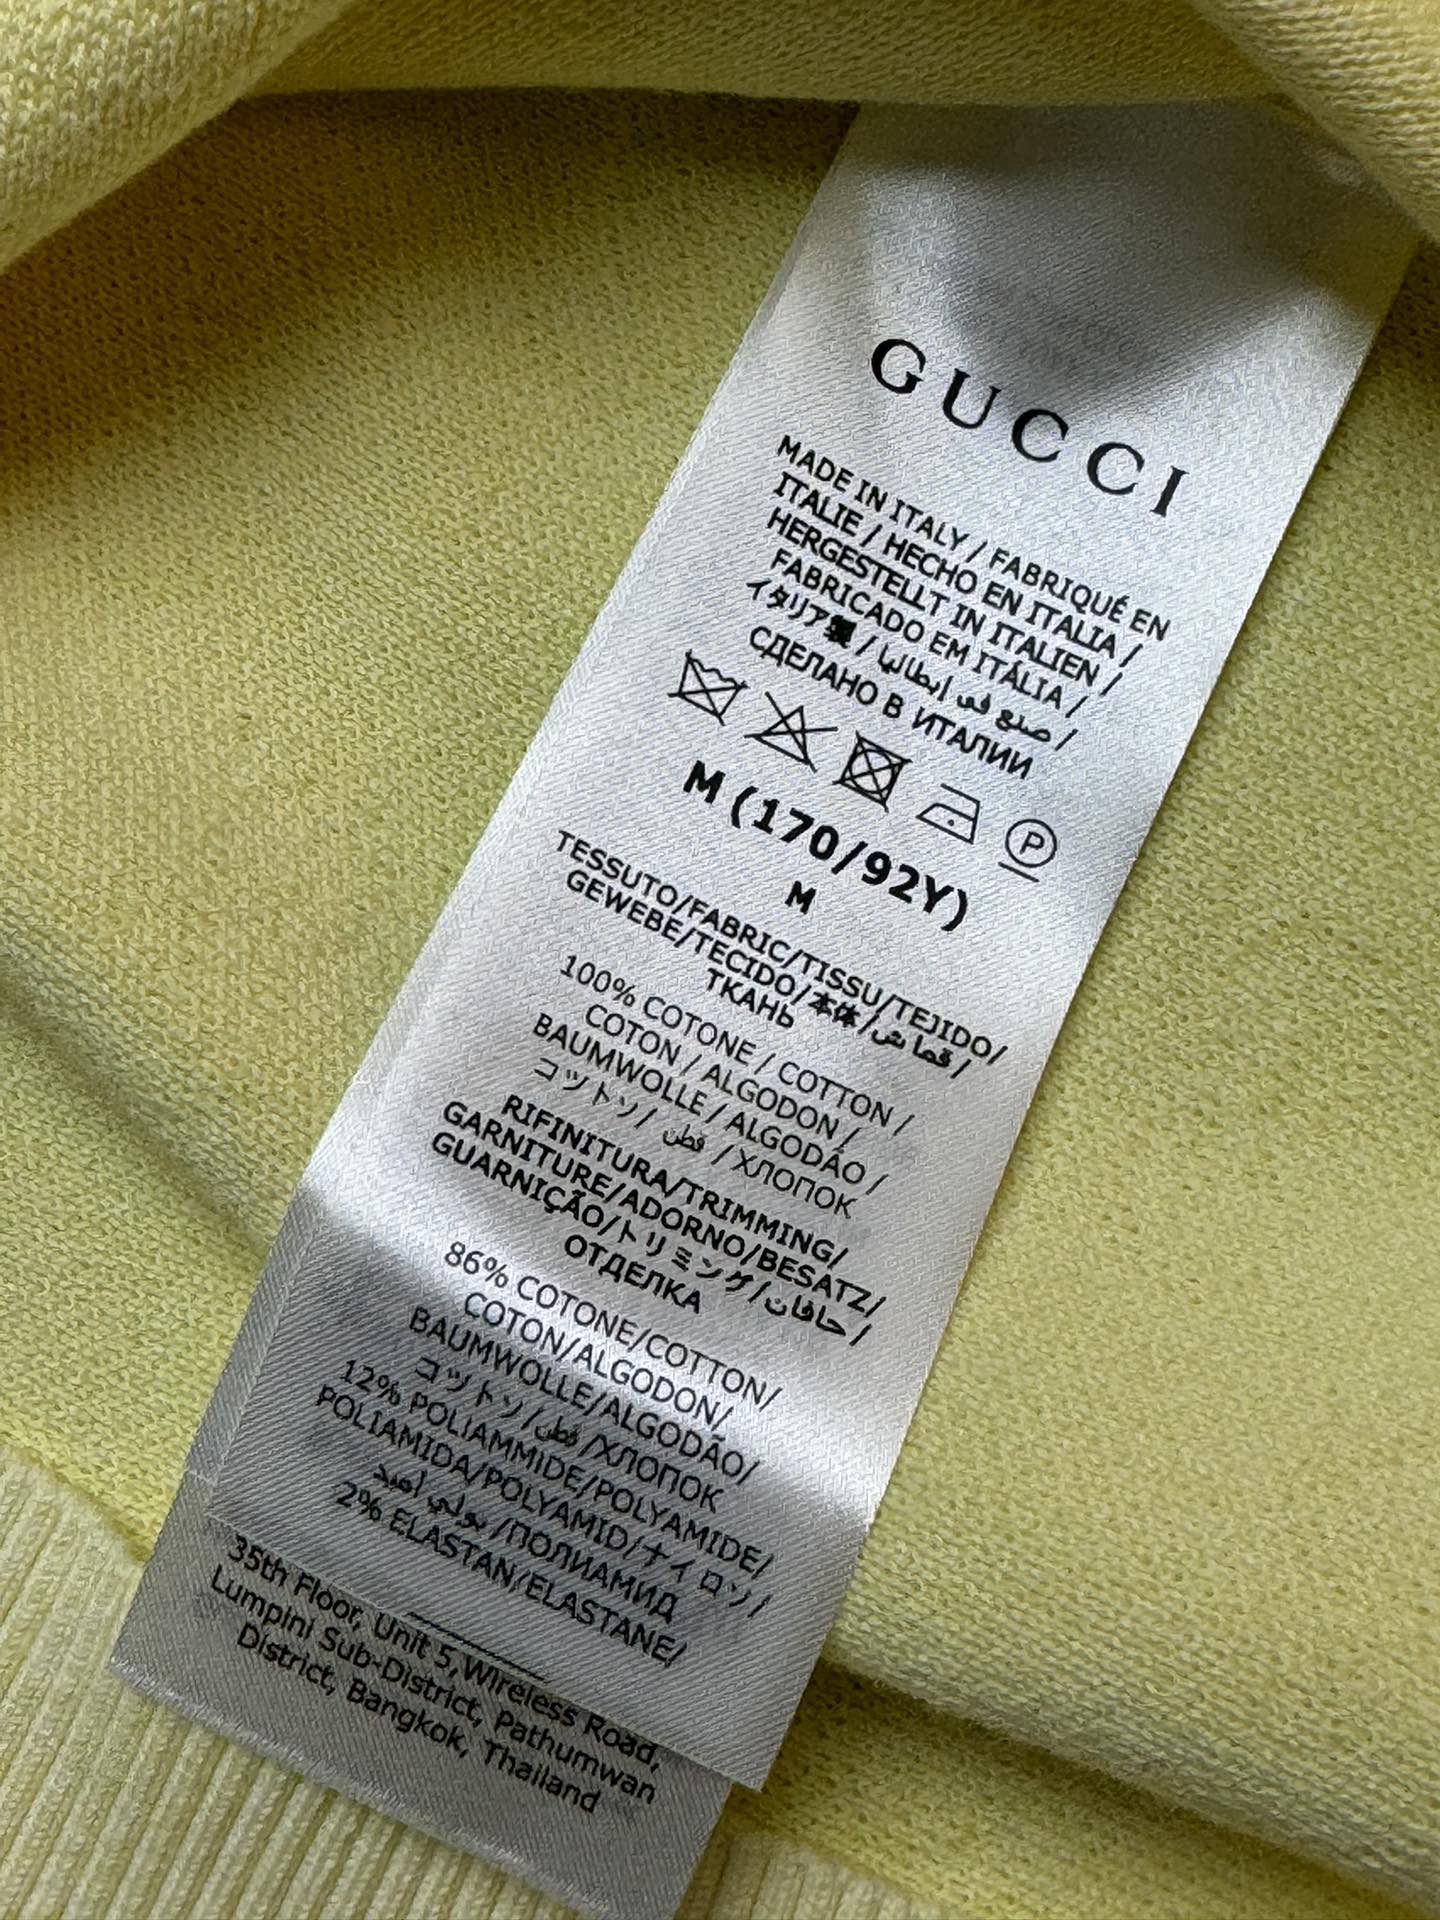 GUCCI
MADE IN ITALY / FABRIQUÉ EN
ITALIE / HECHO EN ITALIA /
HERGESTELLT IN ITALIEN /
FABRICADO EM ITÁLIA /
イタリア製 / صنع في إيطاليا /
СДЕЛАНО В ИТАЛИИ
P
M (170/92Y)
M
TESSUTO/FABRIC/TISSU/TEJIDO/
GEWEBE/TECIDO/本体/قماش/
ТКАНЬ
100% COTONE / COTTON /
COTON / ALGODON /
BAUMWOLLE / ALGODÃO /
コットン / قطن / ХЛОПОК
RIFINITURA/TRIMMING/
GARNITURE/ADORNO/BESATZ/
GUARNIÇÃO/トリミング/حافات/
ОТДЕЛКА
86% COTONE/COTTON/
COTON/ALGODON/
BAUMWOLLE/ALGODÃO/
コットン/قطن/ХЛОПОК
12% POLIAMMIDE/POLYAMIDE/
POLIAMIDA/POLYAMID/ナイロン/
بولي أميد/ПОЛИАМИД
2% ELASTAN/ELASTANE/
35th Floor, Unit 5,Wireless Road,
Lumpini Sub-District, Pathumwan
District, Bangkok, Thailand